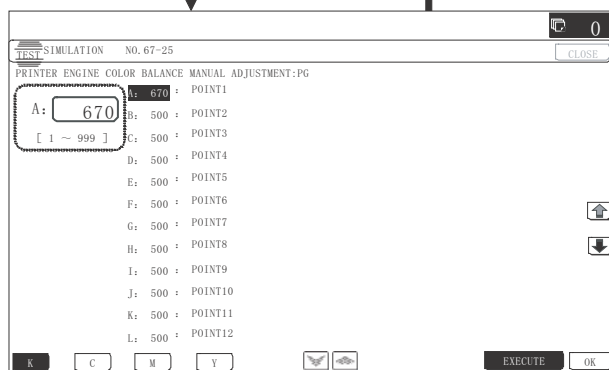 0
TEST SIMULATION NO. 67-25
CLOSE
PRINTER ENGINE COLOR BALANCE MANUAL ADJUSTMENT:PG
A: 670
[ 1 ~ 999 ]
A: 670 : POINT1
B: 500 : POINT2
C: 500 : POINT3
D: 500 : POINT4
E: 500 : POINT5
F: 500 : POINT6
G: 500 : POINT7
H: 500 : POINT8
I: 500 : POINT9
J: 500 : POINT10
K: 500 : POINT11
L: 500 : POINT12
K C M Y EXECUTE OK